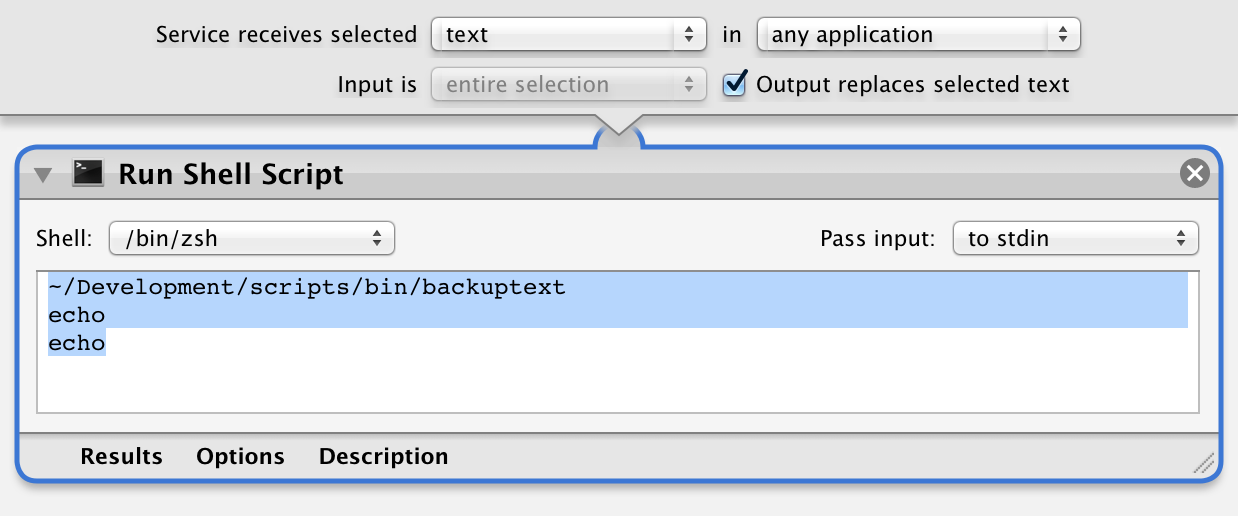 Service receives selected text in any application
Input is entire selection Output replaces selected text
Run Shell Script
Shell: /bin/zsh Pass input: to stdin
~/Development/scripts/bin/backuptext
echo
echo
Results Options Description